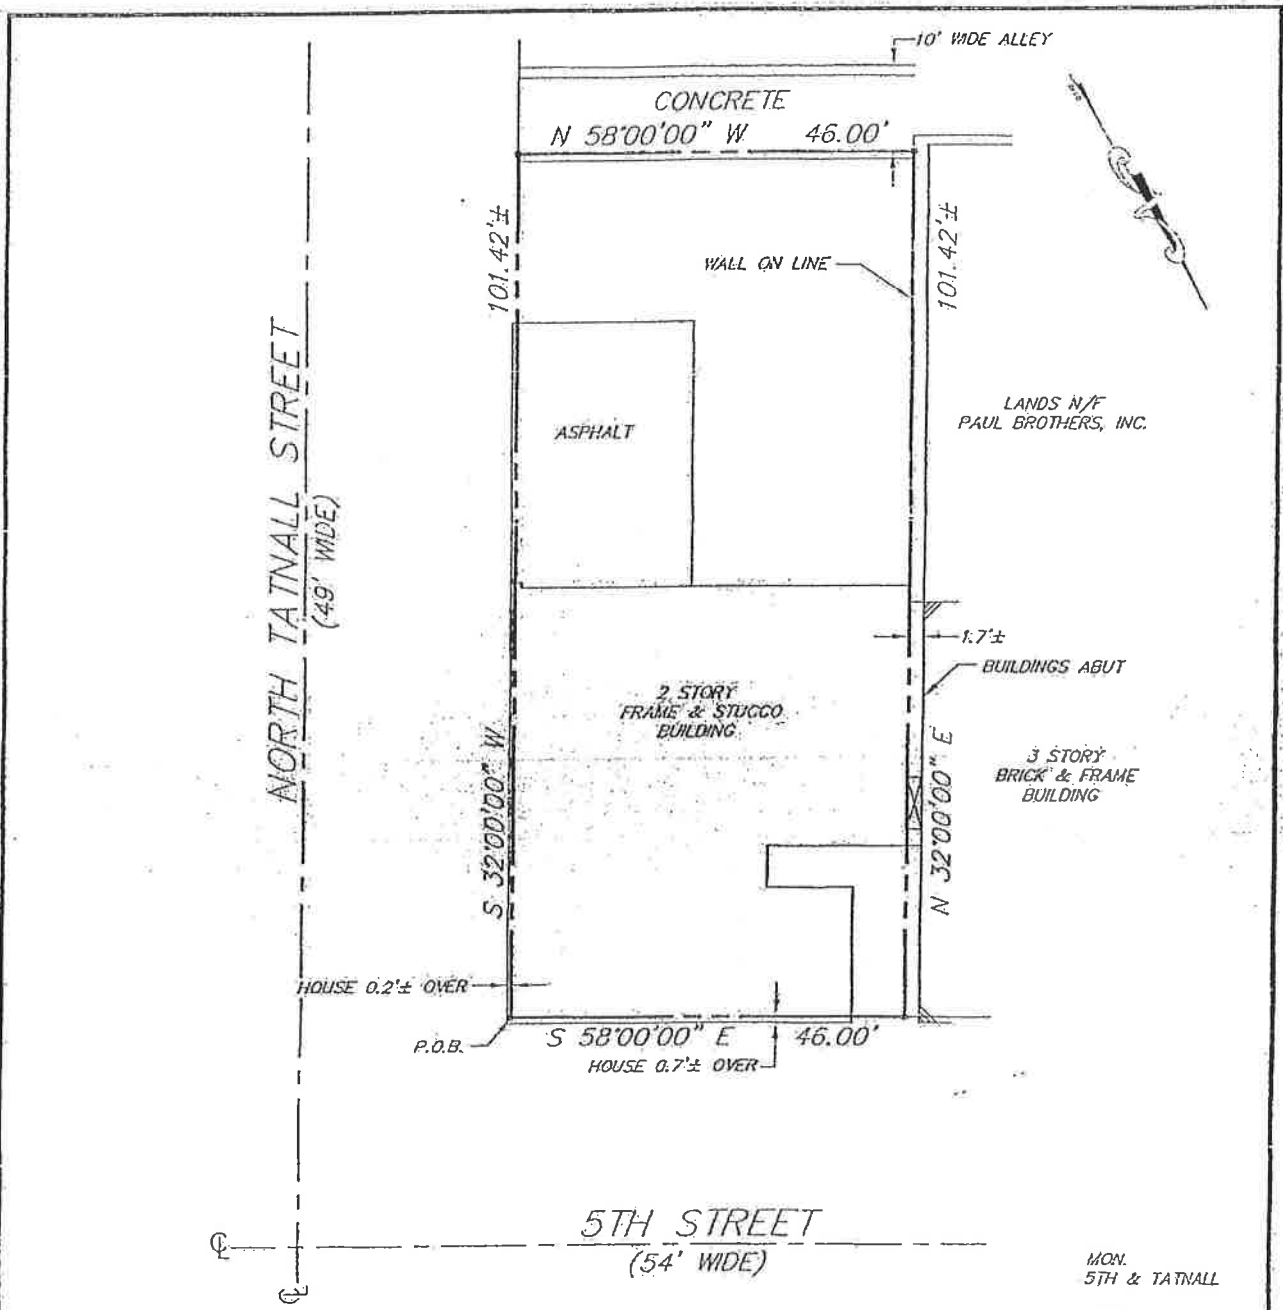 10' WIDE ALLEY
CONCRETE
N 58°00'00" W 46.00'
101.42'±
101.42'±
WALL ON LINE
NORTH TATNALL STREET
(49' WIDE)
ASPHALT
LANDS N/F
PAUL BROTHERS, INC.
1.7'±
BUILDINGS ABUT
2 STORY
FRAME & STUCCO
BUILDING
3 STORY
BRICK & FRAME
BUILDING
S 32°00'00" W
N 32°00'00" E
HOUSE 0.2'± OVER
P.O.B.
S 58°00'00" E 46.00'
HOUSE 0.7'± OVER
5TH STREET
(54' WIDE)
MON.
5TH & TATNALL